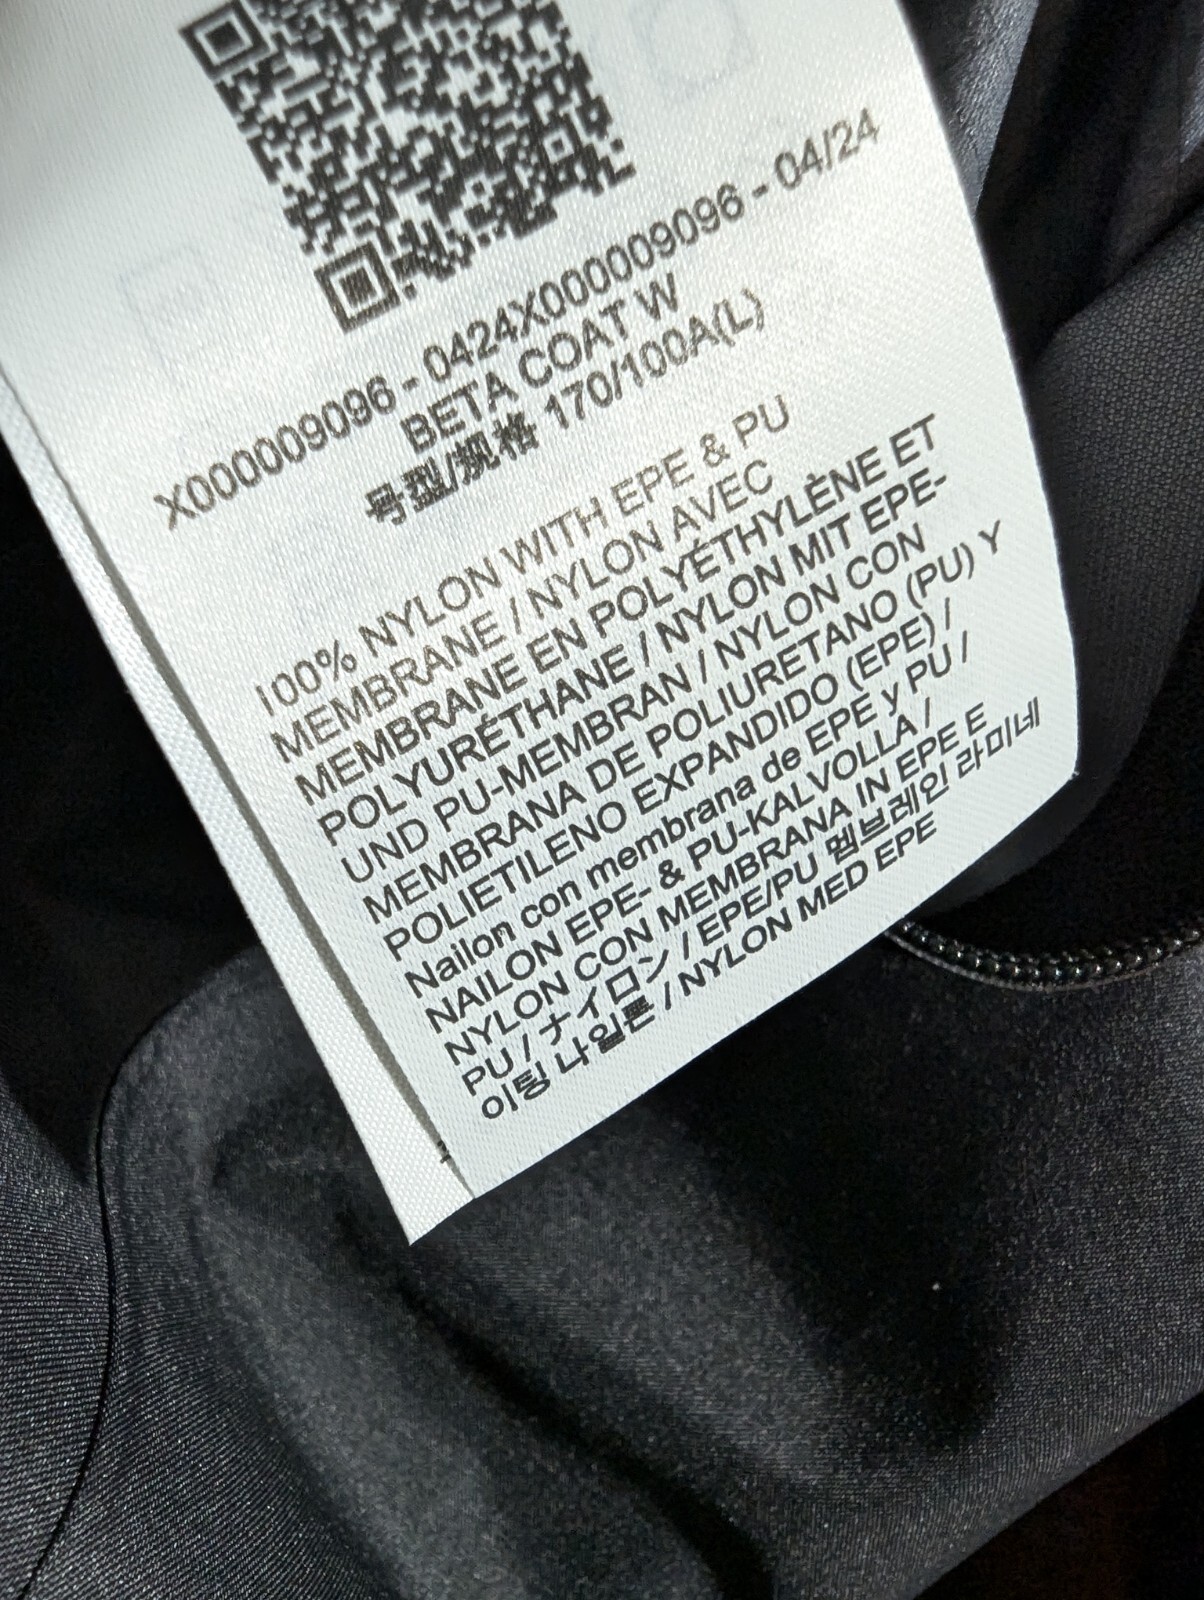 X000009096 - 0424X000009096 - 04/24
BETA COAT W
号型/规格 170/100A(L)
100% NYLON WITH EPE & PU
MEMBRANE / NYLON AVEC
MEMBRANE EN POLYÉTHYLÈNE ET
POLYURÉTHANE / NYLON MIT EPE-
UND PU-MEMBRAN / NYLON CON
MEMBRANA DE POLIURETANO (PU) Y
POLIETILENO EXPANDIDO (EPE) /
Nailon con membrana de EPE y PU /
NAILON EPE- & PU-KALVOLLA /
NYLON CON MEMBRANA IN EPE E
PU / ナイロン / EPE/PU 멤브레인 라미네
이팅 나일론 / NYLON MED EPE